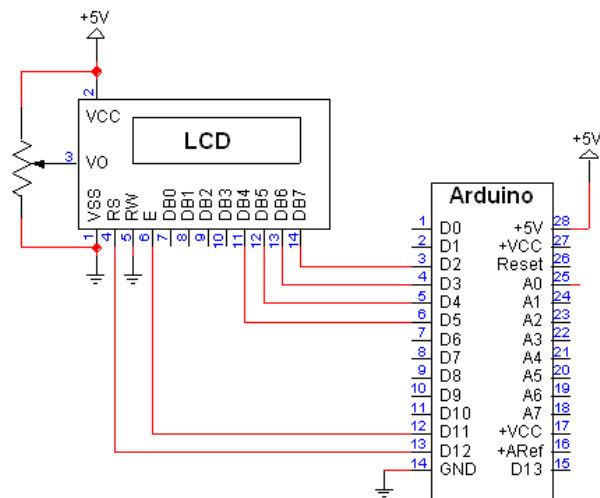 +5V
2
VCC
LCD
3 VO
VSS RS RW E DB0 DB1 DB2 DB3 DB4 DB5 DB6 DB7
1 4 5 6 7 8 9 10 11 12 13 14
+5V
Arduino
1 D0 +5V 28
2 D1 +VCC 27
3 D2 Reset 26
4 D3 A0 25
5 D4 A1 24
6 D5 A2 23
7 D6 A3 22
8 D7 A4 21
9 D8 A5 20
10 D9 A6 19
11 D10 A7 18
12 D11 +VCC 17
13 D12 +ARef 16
14 GND D13 15